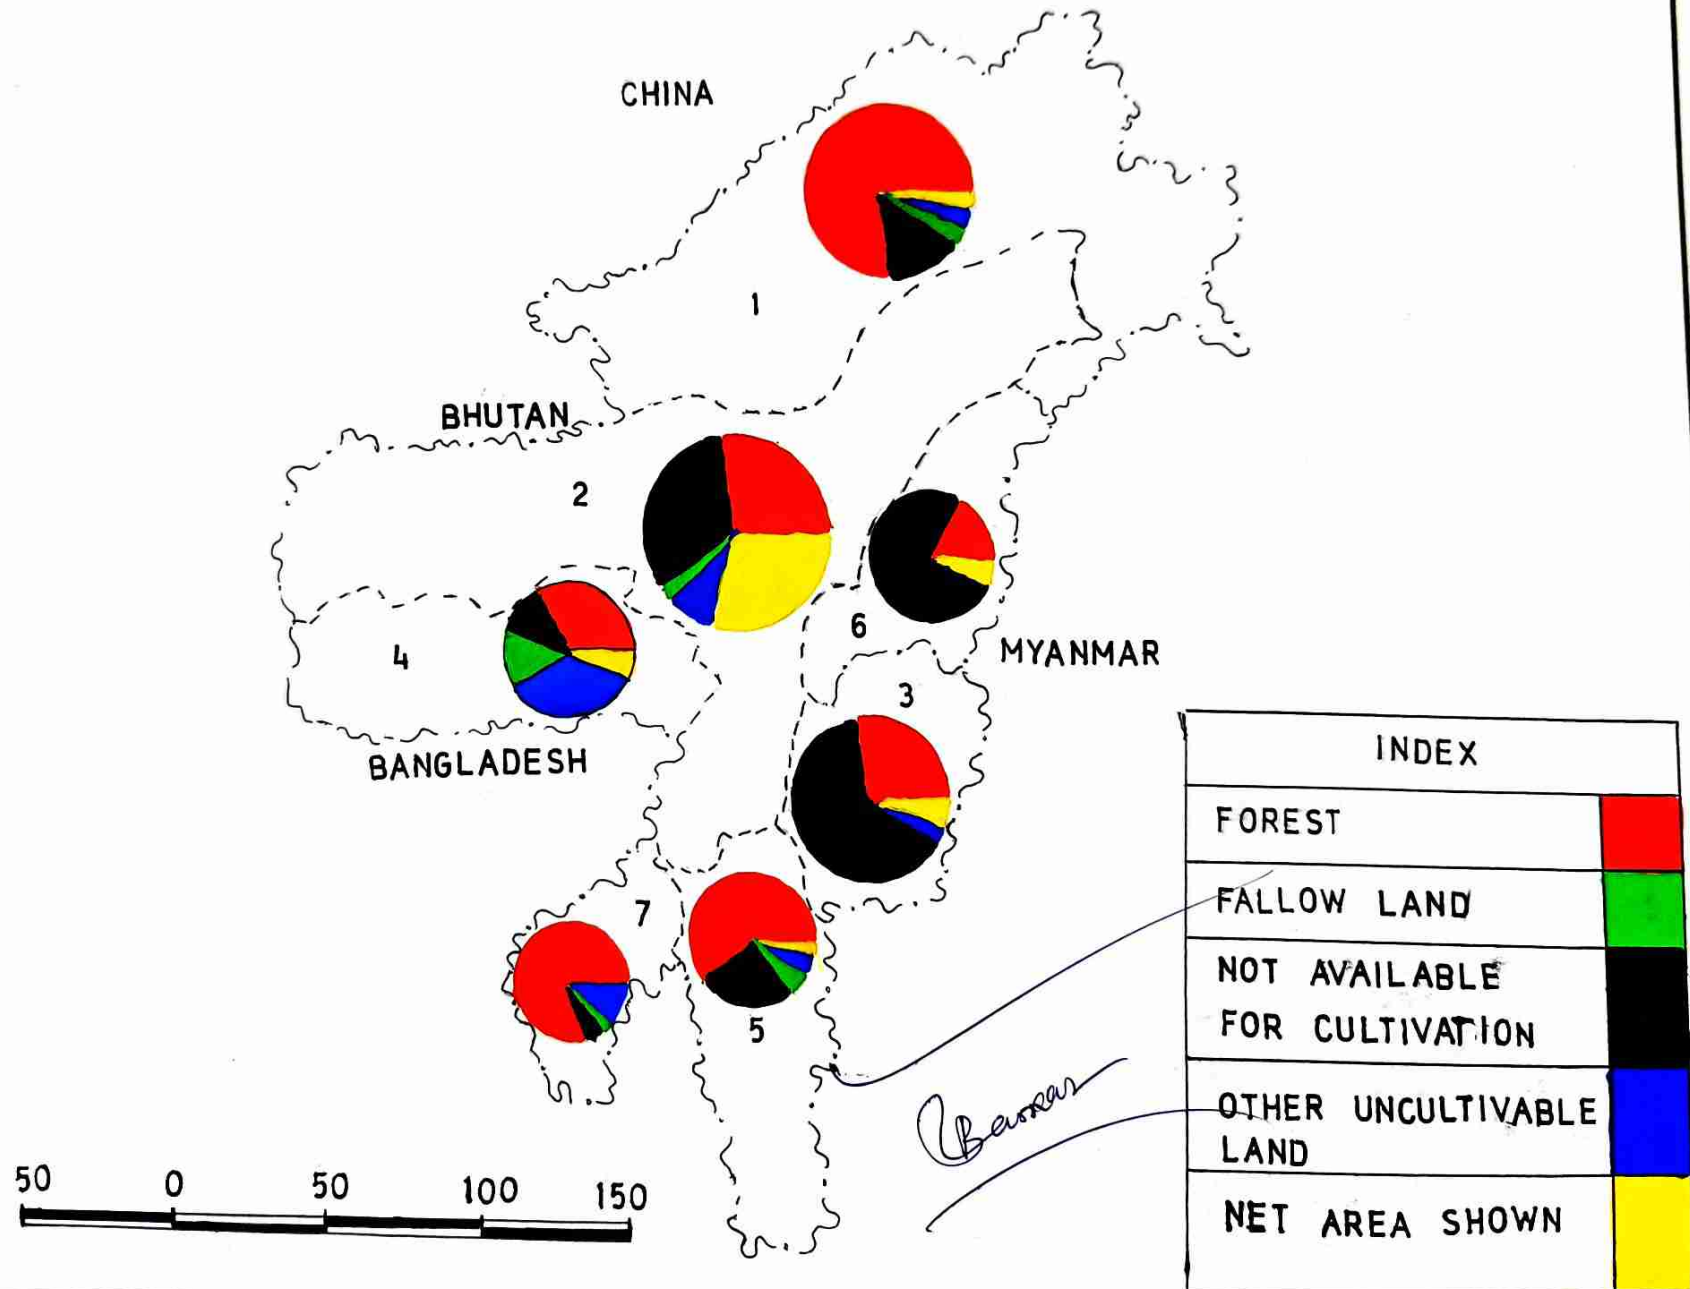 CHINA
1
BHUTAN
2
6
MYANMAR
4
3
BANGLADESH
7
5
50 0 50 100 150
INDEX
FOREST
FALLOW LAND
NOT AVAILABLE
FOR CULTIVATION
OTHER UNCULTIVABLE
LAND
NET AREA SHOWN